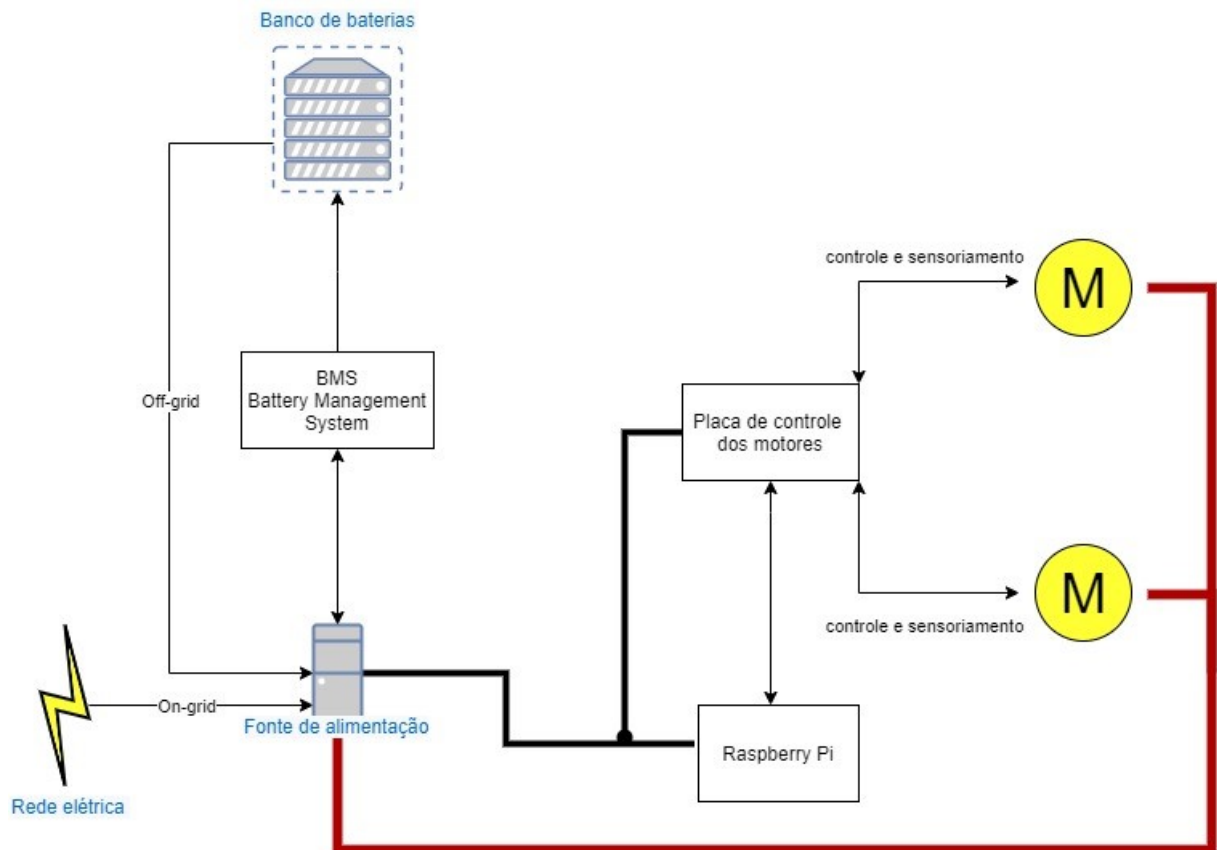 Banco de baterias
controle e sensoriamento
M
BMS
Battery Management
System
Off-grid
Placa de controle
dos motores
M
controle e sensoriamento
On-grid
Fonte de alimentação
Raspberry Pi
Rede elétrica